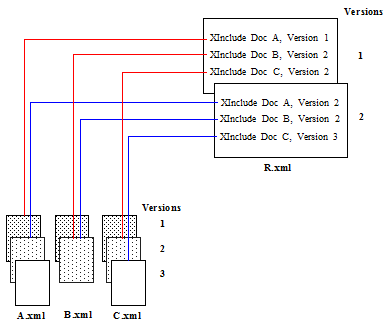 Versions
XInclude Doc A, Version 1
XInclude Doc B, Version 2
XInclude Doc C, Version 2
1
XInclude Doc A, Version 2
XInclude Doc B, Version 2
XInclude Doc C, Version 3
2
R.xml
Versions
1
2
3
A.xml
B.xml
C.xml